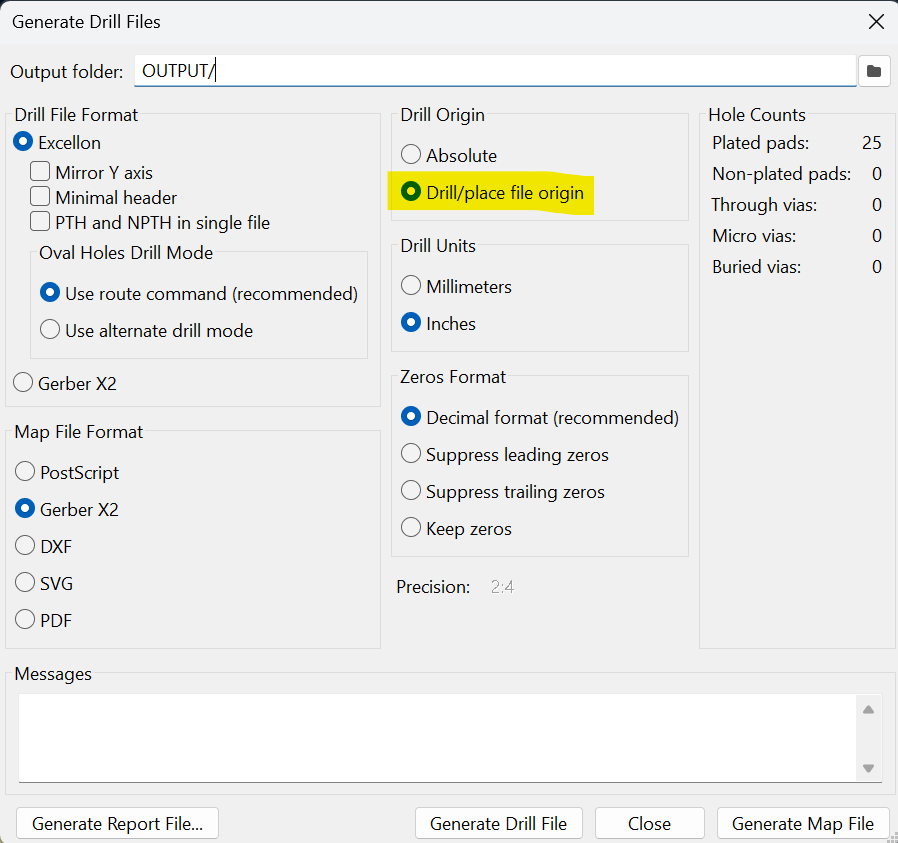 Generate Drill Files
Output folder: OUTPUT/
Drill File Format
Excellon
Mirror Y axis
Minimal header
PTH and NPTH in single file
Oval Holes Drill Mode
Use route command (recommended)
Use alternate drill mode
Gerber X2
Map File Format
PostScript
Gerber X2
DXF
SVG
PDF
Drill Origin
Absolute
Drill/place file origin
Drill Units
Millimeters
Inches
Zeros Format
Decimal format (recommended)
Suppress leading zeros
Suppress trailing zeros
Keep zeros
Precision: 2:4
Hole Counts
Plated pads: 25
Non-plated pads: 0
Through vias: 0
Micro vias: 0
Buried vias: 0
Messages
Generate Report File... Generate Drill File Close Generate Map File